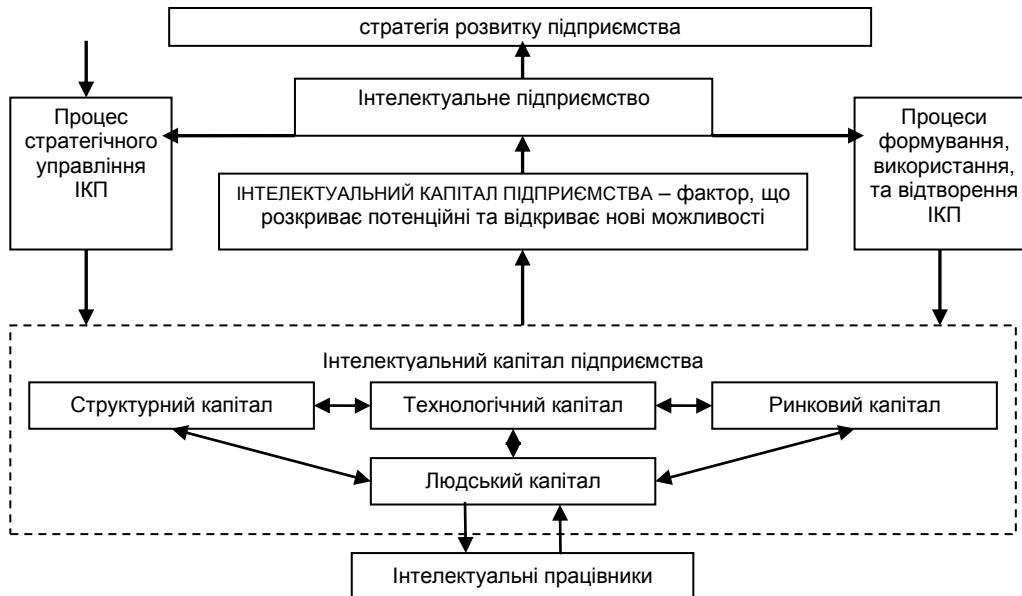 стратегія розвитку підприємства
Інтелектуальне підприємство
Процес
стратегічного
управління
ІКП
Процеси
формування,
використання,
та відтворення
ІКП
ІНТЕЛЕКТУАЛЬНИЙ КАПІТАЛ ПІДПРИЄМСТВА – фактор, що
розкриває потенційні та відкриває нові можливості
Інтелектуальний капітал підприємства
Структурний капітал
Технологічний капітал
Ринковий капітал
Людський капітал
Інтелектуальні працівники